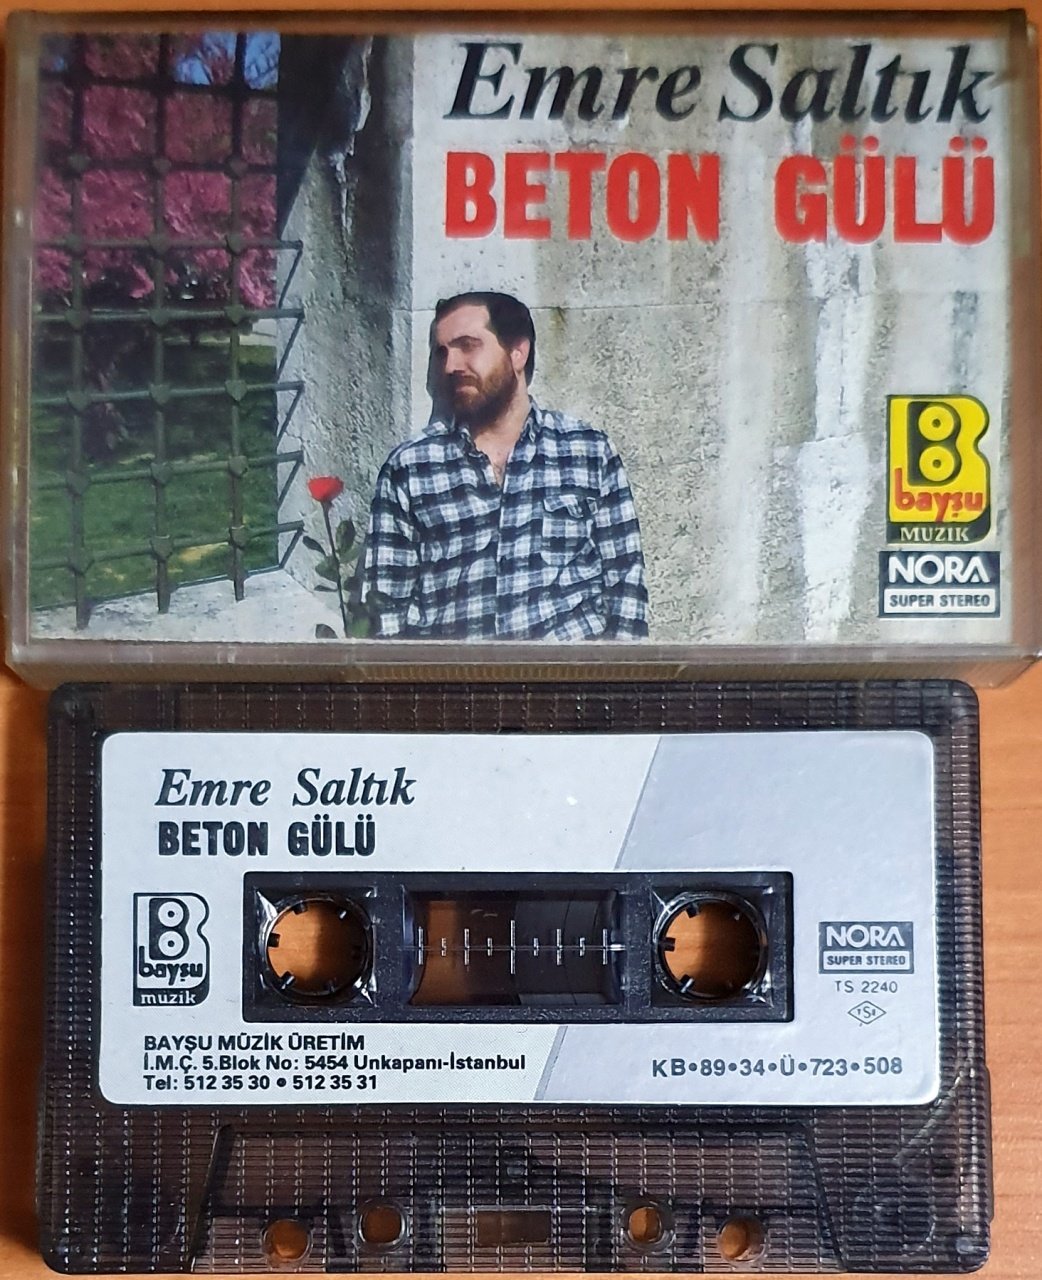 Emre Saltık
BETON GÜLÜ
bayşu
MÜZİK
NORA
SUPER STEREO
Emre Saltık
BETON GÜLÜ
bayşu
müzik
NORA
SUPER STEREO
TS 2240
TSE
BAYŞU MÜZİK ÜRETİM
İ.M.Ç. 5.Blok No: 5454 Unkapanı-İstanbul
Tel: 512 35 30 • 512 35 31
KB•89•34•Ü•723•508